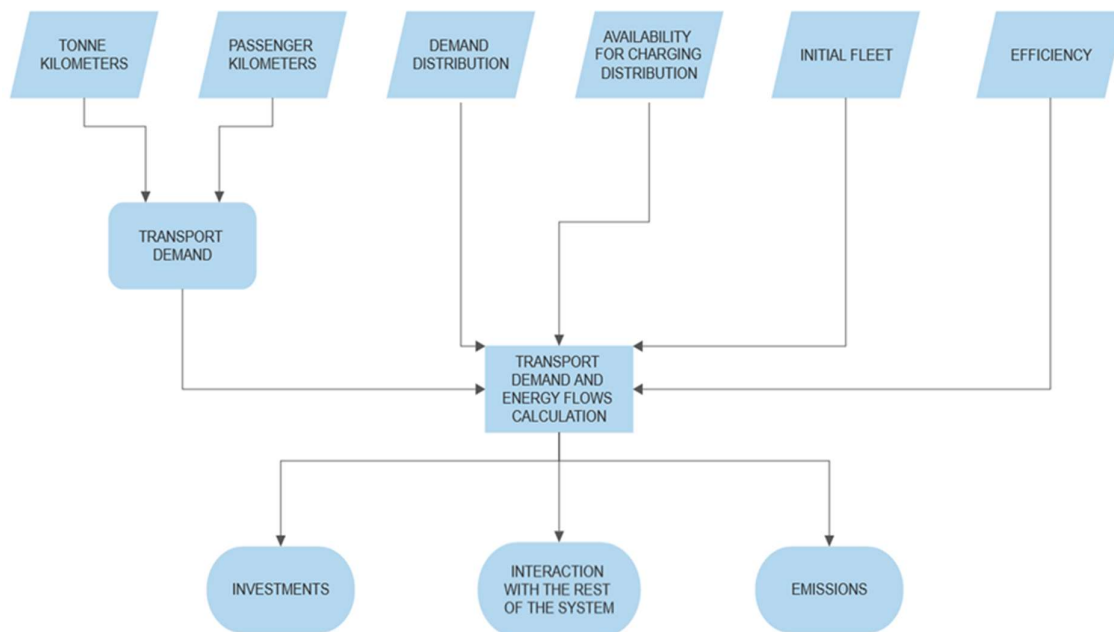 TONNE
KILOMETERS
PASSENGER
KILOMETERS
DEMAND
DISTRIBUTION
AVAILABILITY
FOR CHARGING
DISTRIBUTION
INITIAL FLEET
EFFICIENCY
TRANSPORT
DEMAND
TRANSPORT
DEMAND AND
ENERGY FLOWS
CALCULATION
INVESTMENTS
INTERACTION
WITH THE REST
OF THE SYSTEM
EMISSIONS